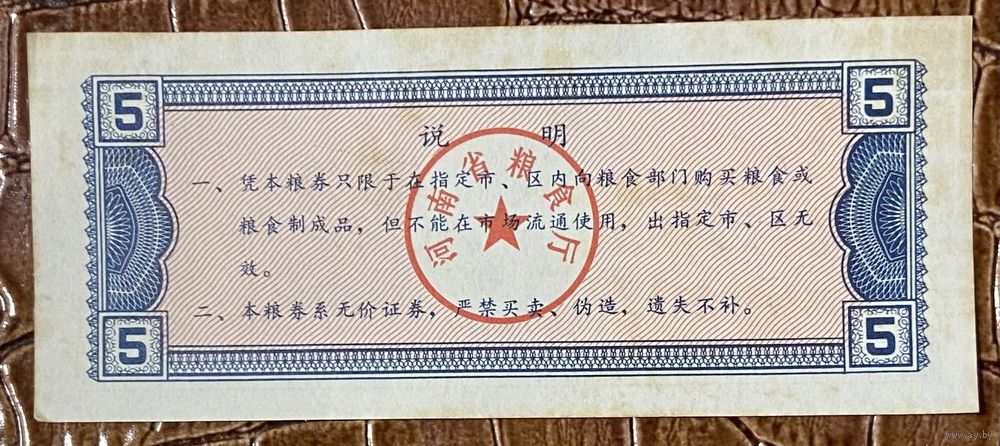 5
5
说 明
河南省粮食厅
一、凭本粮券只限于在指定市、区内向粮食部门购买粮食或
粮食制成品，但不能在市场流通使用，出指定市、区无
效。
二、本粮券系无价证券，严禁买卖、伪造，遗失不补。
5
5
www.ay.by